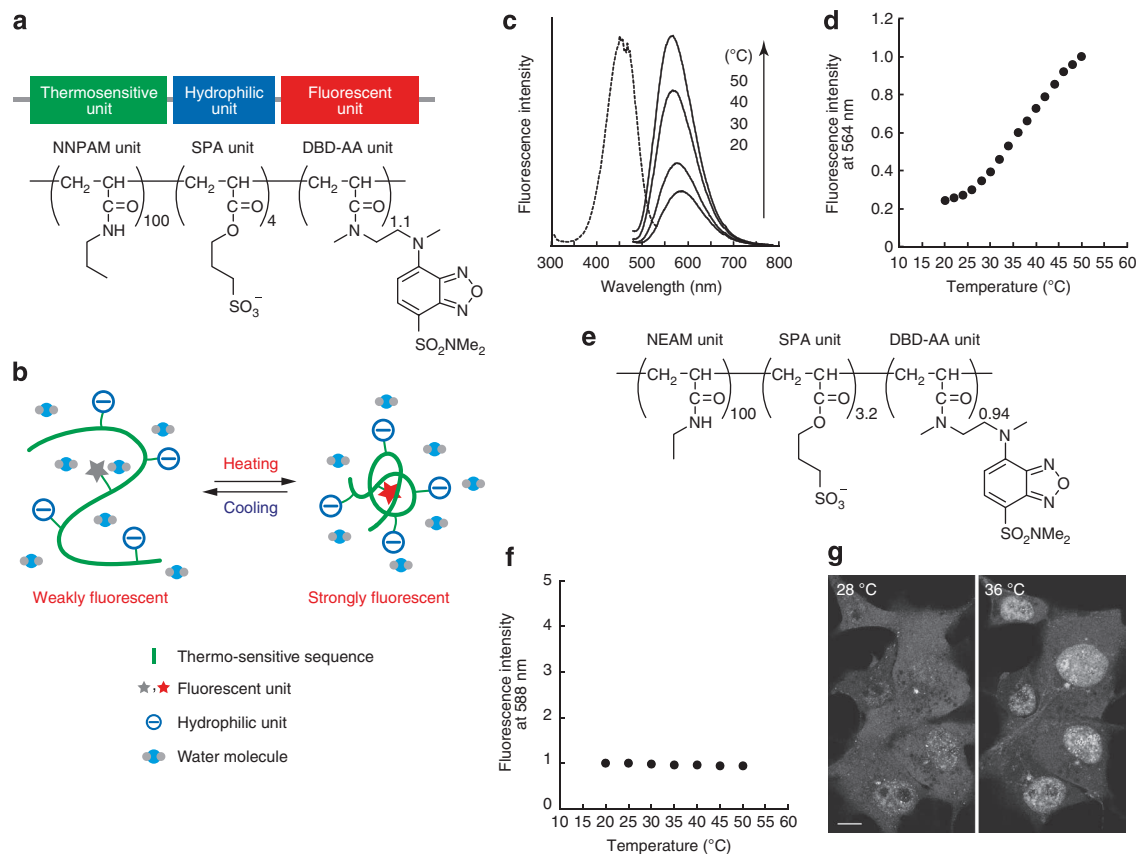 a
Thermosensitive
unit
Hydrophilic
unit
Fluorescent
unit
NNPAM unit
SPA unit
DBD-AA unit
CH2 CH
CH2 CH
CH2 CH
C=O
C=O
C=O
100
4
1.1
NH
O
N
N
SO3−
N
O
N
SO2NMe2
b
Heating
Cooling
Weakly fluorescent
Strongly fluorescent
Thermo-sensitive sequence
, Fluorescent unit
Hydrophilic unit
Water molecule
c
Fluorescence intensity
(°C)
50
40
30
20
300 400 500 600 700 800
Wavelength (nm)
d
Fluorescence intensity
at 564 nm
1.2
1.0
0.8
0.6
0.4
0.2
0
10 15 20 25 30 35 40 45 50 55 60
Temperature (°C)
e
NEAM unit
SPA unit
DBD-AA unit
CH2 CH
CH2 CH
CH2 CH
C=O
C=O
C=O
100
3.2
0.94
NH
O
N
N
SO3−
N
O
N
SO2NMe2
f
Fluorescence intensity
at 588 nm
5
4
3
2
1
0
10 15 20 25 30 35 40 45 50 55 60
Temperature (°C)
g
28 °C
36 °C